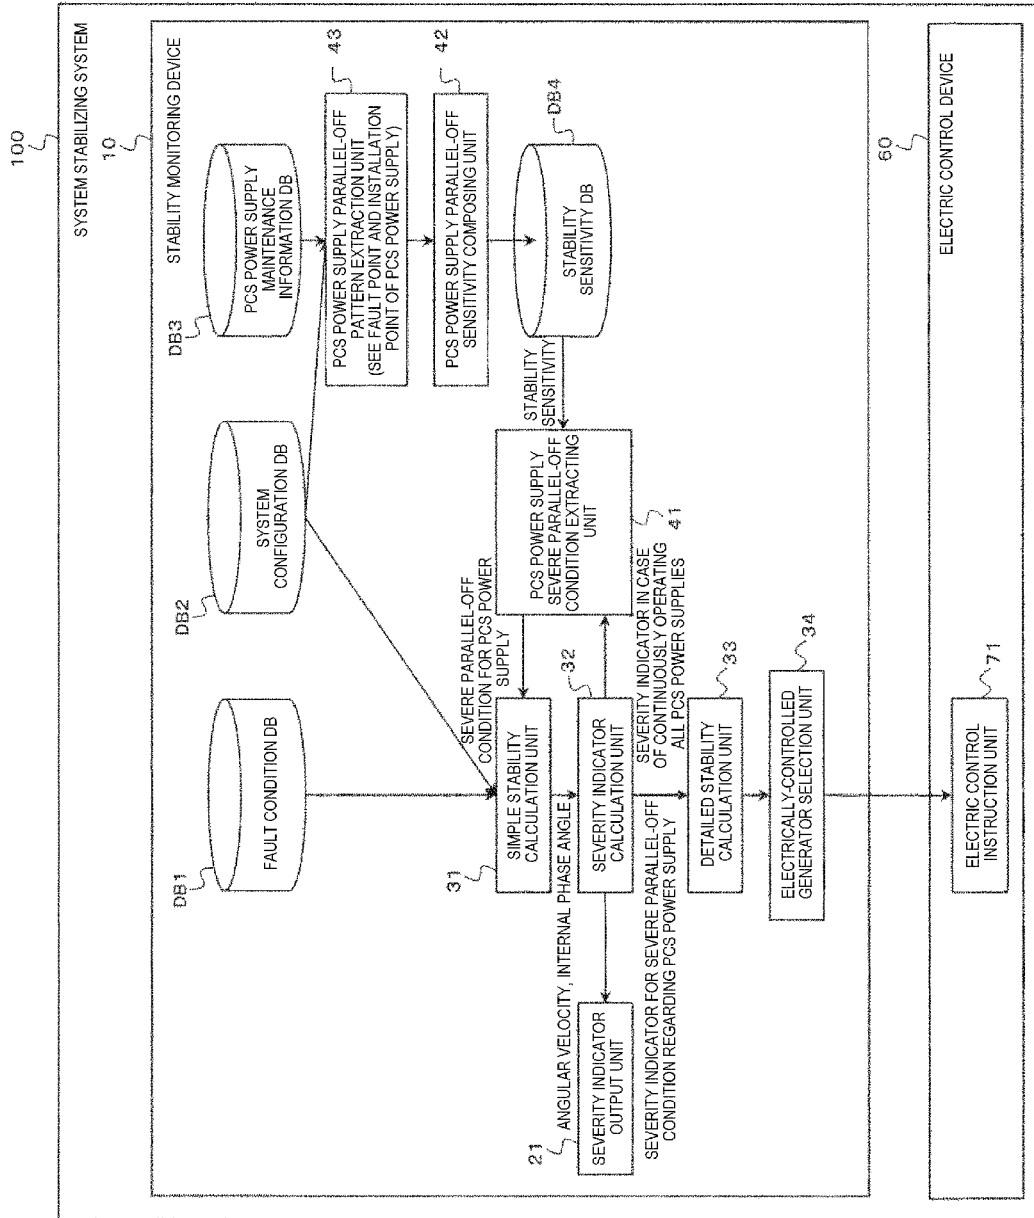 100
SYSTEM STABILIZING SYSTEM
10
STABILITY MONITORING DEVICE
DB1
FAULT CONDITION DB
DB2
SYSTEM
CONFIGURATION DB
DB3
PCS POWER SUPPLY
MAINTENANCE
INFORMATION DB
43
PCS POWER SUPPLY PARALLEL-OFF
PATTERN EXTRACTION UNIT
(SEE FAULT POINT AND INSTALLATION
POINT OF PCS POWER SUPPLY)
42
PCS POWER SUPPLY PARALLEL-OFF
SENSITIVITY COMPOSING UNIT
DB4
STABILITY
SENSITIVITY DB
STABILITY
SENSITIVITY
SEVERE PARALLEL-OFF
CONDITION FOR PCS POWER
SUPPLY
31
SIMPLE STABILITY
CALCULATION UNIT
PCS POWER SUPPLY
SEVERE PARALLEL-OFF
CONDITION EXTRACTING
UNIT
41
ANGULAR VELOCITY, INTERNAL PHASE ANGLE
32
21
SEVERITY INDICATOR
OUTPUT UNIT
SEVERITY INDICATOR
CALCULATION UNIT
SEVERITY INDICATOR IN CASE
OF CONTINUOUSLY OPERATING
ALL PCS POWER SUPPLIES
SEVERITY INDICATOR FOR SEVERE PARALLEL-OFF
CONDITION REGARDING PCS POWER SUPPLY
33
DETAILED STABILITY
CALCULATION UNIT
34
ELECTRICALLY-CONTROLLED
GENERATOR SELECTION UNIT
60
ELECTRIC CONTROL DEVICE
71
ELECTRIC CONTROL
INSTRUCTION UNIT